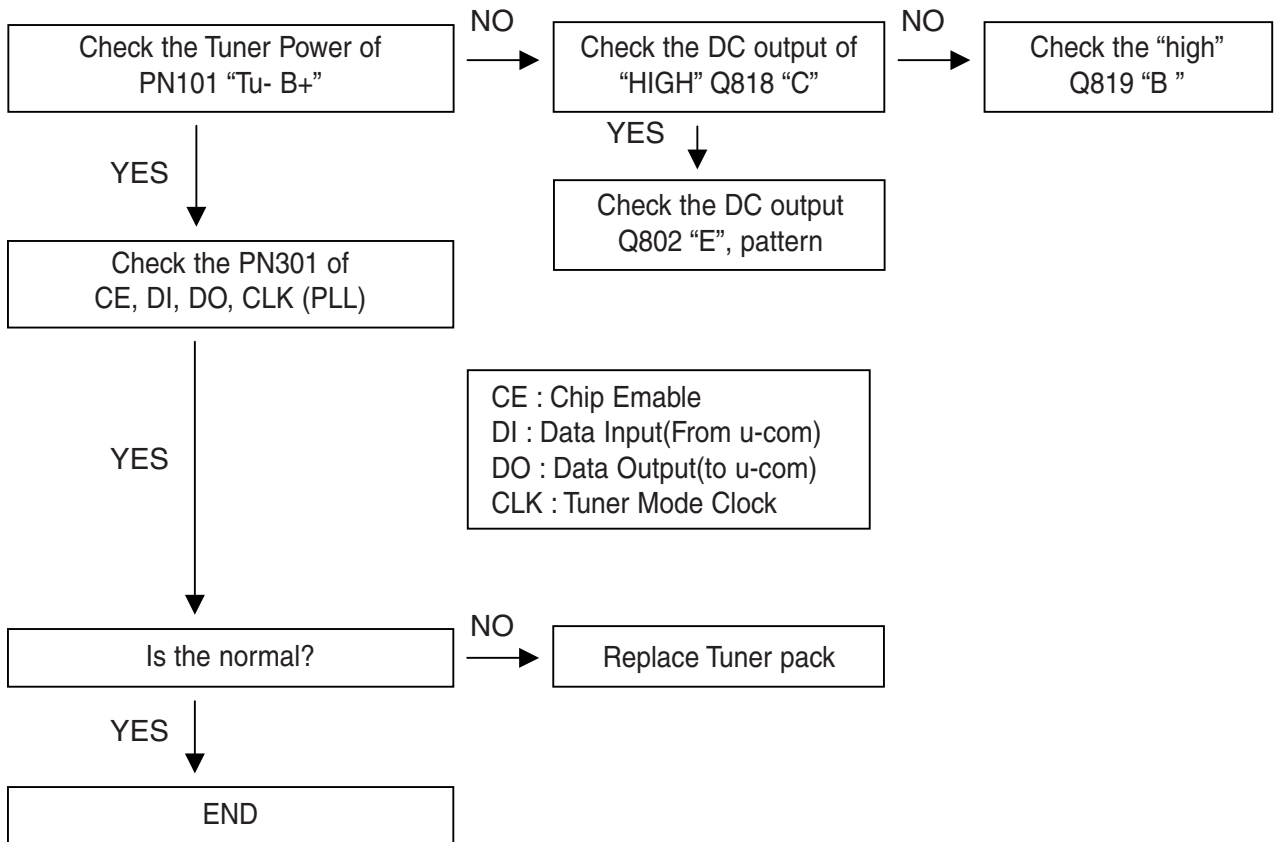 Check the Tuner Power of
PN101 “Tu- B+”
NO
Check the DC output of
“HIGH” Q818 “C”
NO
Check the “high”
Q819 “B ”
YES
YES
Check the DC output
Q802 “E”, pattern
Check the PN301 of
CE, DI, DO, CLK (PLL)
YES
CE : Chip Emable
DI : Data Input(From u-com)
DO : Data Output(to u-com)
CLK : Tuner Mode Clock
Is the normal?
NO
Replace Tuner pack
YES
END